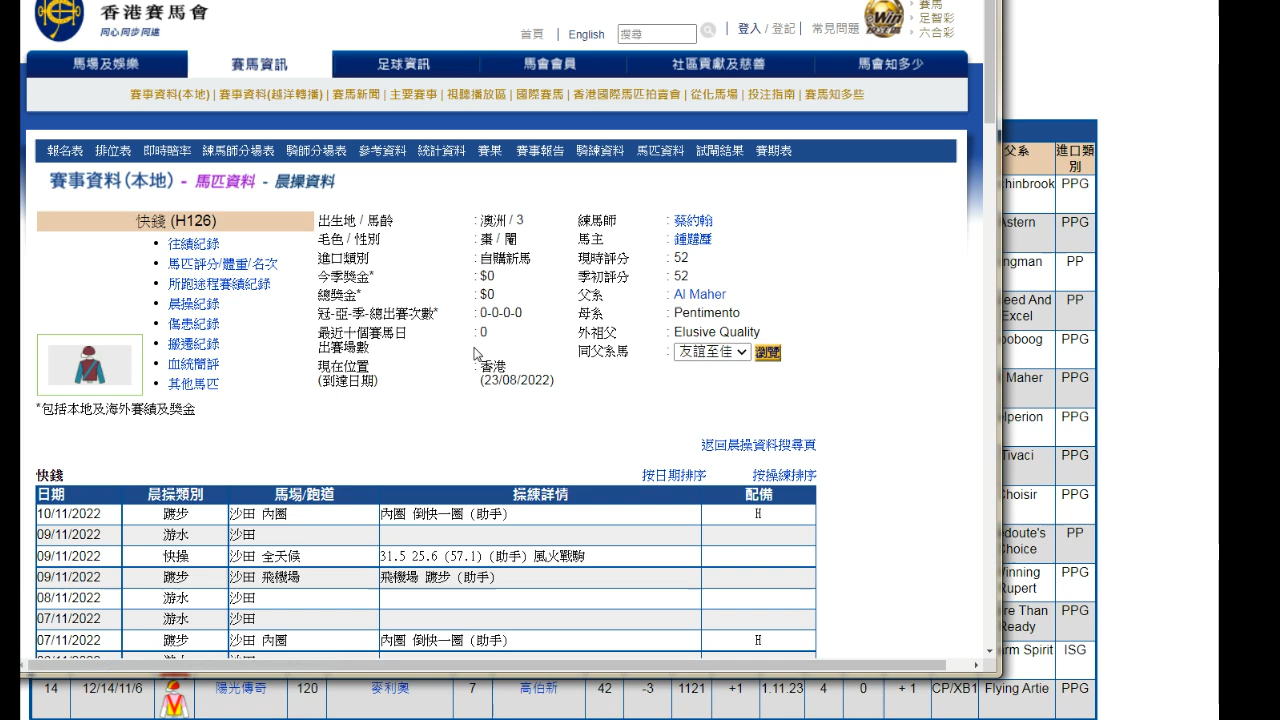 香港賽馬會
同心同步同進
首頁 | English 搜尋 | 登入 / 登記 | 常見問題
賽馬
足智彩
六合彩
馬場及娛樂 賽馬資訊 足球資訊 馬會會員 社區貢獻及慈善 馬會知多少
賽事資料(本地) | 賽事資料(越洋轉播) | 賽馬新聞 | 主要賽事 | 視聽播放區 | 國際賽馬 | 香港國際馬匹拍賣會 | 從化馬場 | 投注指南 | 賽馬知多些
報名表 排位表 即時賠率 練馬師分場表 騎師分場表 參考資料 統計資料 賽果 賽事報告 騎練資料 馬匹資料 試閘結果 賽期表
賽事資料(本地) - 馬匹資料 - 晨操資料
快錢 (H126)
往績紀錄
馬匹評分/體重/名次
所跑途程賽績紀錄
晨操紀錄
傷患紀錄
搬遷紀錄
血統簡評
其他馬匹
*包括本地及海外賽績及獎金
出生地 / 馬齡 : 澳洲 / 3 練馬師 : 蔡約翰
毛色 / 性別 : 棗 / 閹 馬主 :
進口類別 : 自購新馬 現時評分 : 52
今季獎金* : $0 季初評分 : 52
總獎金* : $0 父系 : Al Maher
冠-亞-季-總出賽次數* : 0-0-0-0 母系 : Pentimento
最近十個賽馬日 : 0 外祖父 : Elusive Quality
出賽場數 同父系馬 : 友誼至佳 瀏覽
現在位置 : 香港
(到達日期) (23/08/2022)
返回晨操資料搜尋頁
快錢 按日期排序 按操練排序
日期 晨操類別 馬場/跑道 操練詳情 配備
10/11/2022 踱步 沙田 內圈 內圈 倒快一圈 (助手) H
09/11/2022 游水 沙田
09/11/2022 快操 沙田 全天候 31.5 25.6 (57.1) (助手) 風火戰駒
09/11/2022 踱步 沙田 飛機場 飛機場 踱步 (助手)
08/11/2022 游水 沙田
07/11/2022 游水 沙田
07/11/2022 踱步 沙田 內圈 內圈 倒快一圈 (助手) H
父系 進口類別
chinbrook PPG
Astern PPG
ngman PP
eed And Excel PP
oboog PPG
Maher PPG
elperion PPG
Tivaci PPG
Choisir PPG
doute's Choice PP
inning Rupert PPG
re Than Ready PPG
rm Spirit ISG
14 12/14/11/6 陽光傳奇 120 麥利奧 7 高伯新 42 -3 1121 +1 1.11.23 4 0 + 1 CP/XB1 Flying Artie PPG